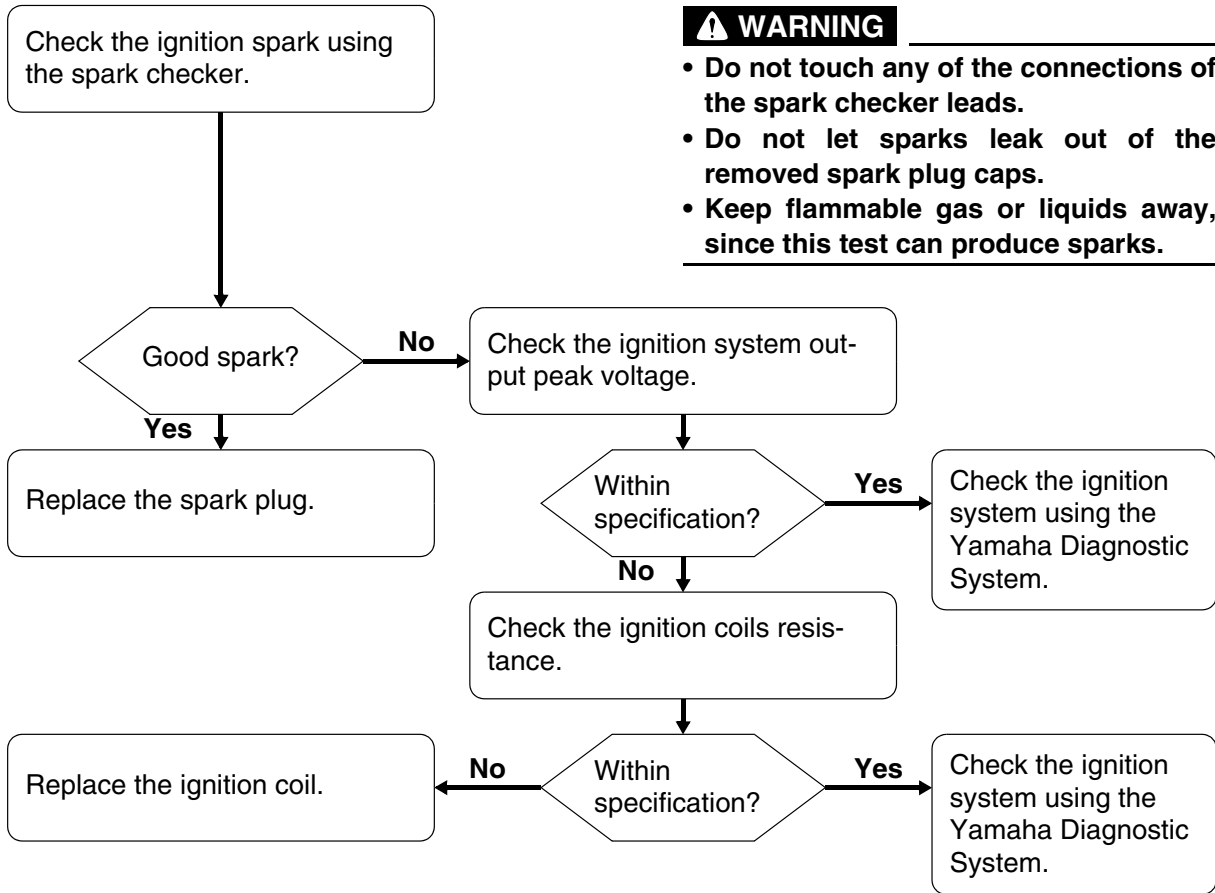 Check the ignition spark using
the spark checker.
WARNING
• Do not touch any of the connections of
the spark checker leads.
• Do not let sparks leak out of the
removed spark plug caps.
• Keep flammable gas or liquids away,
since this test can produce sparks.
Good spark?
No
Check the ignition system out-
put peak voltage.
Yes
Replace the spark plug.
Within
specification?
Yes
Check the ignition
system using the
Yamaha Diagnostic
System.
No
Check the ignition coils resis-
tance.
Replace the ignition coil.
No
Within
specification?
Yes
Check the ignition
system using the
Yamaha Diagnostic
System.